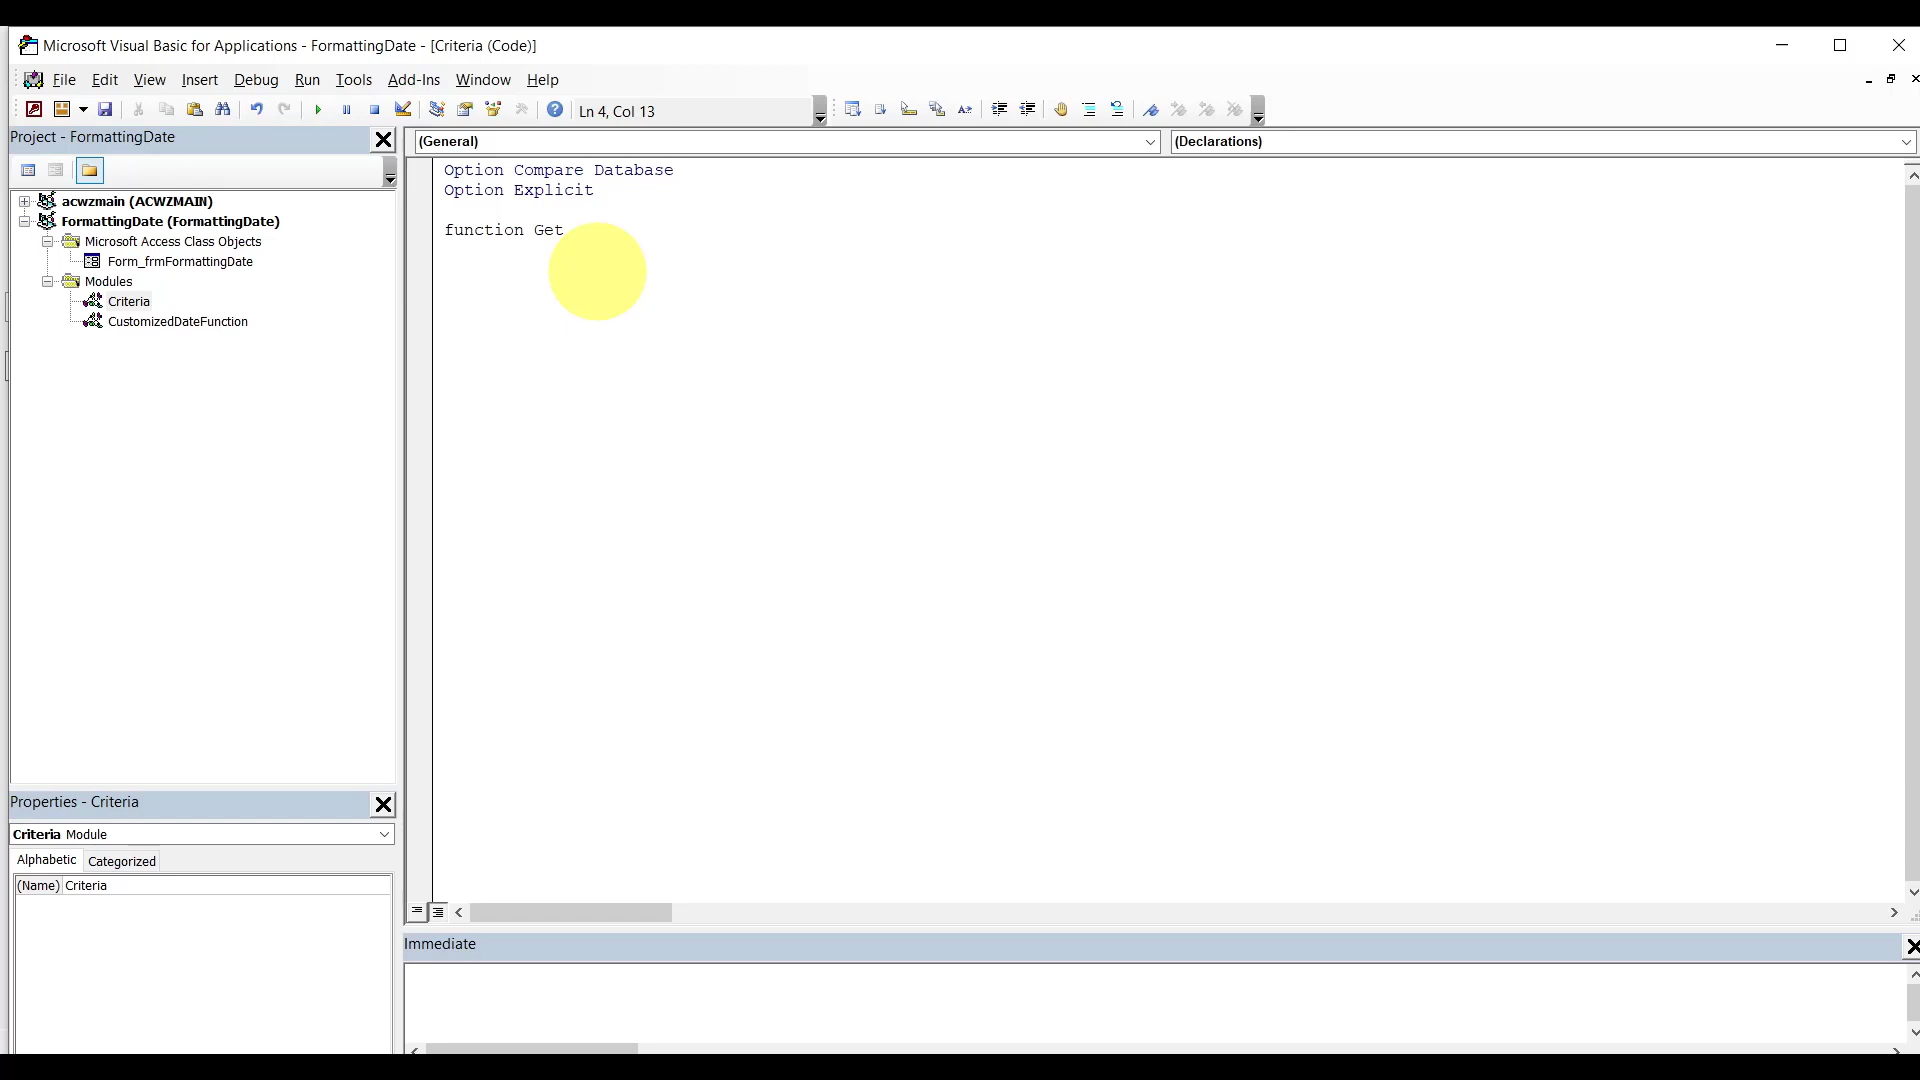 Microsoft Visual Basic for Applications - FormattingDate - [Criteria (Code)]
File Edit View Insert Debug Run Tools Add-Ins Window Help
Ln 4, Col 13
Project - FormattingDate
(General)
(Declarations)
acwzmain (ACWZMAIN)
FormattingDate (FormattingDate)
Microsoft Access Class Objects
Form_frmFormattingDate
Modules
Criteria
CustomizedDateFunction
Option Compare Database
Option Explicit
function Get
Properties - Criteria
Criteria Module
Alphabetic Categorized
(Name) Criteria
Immediate